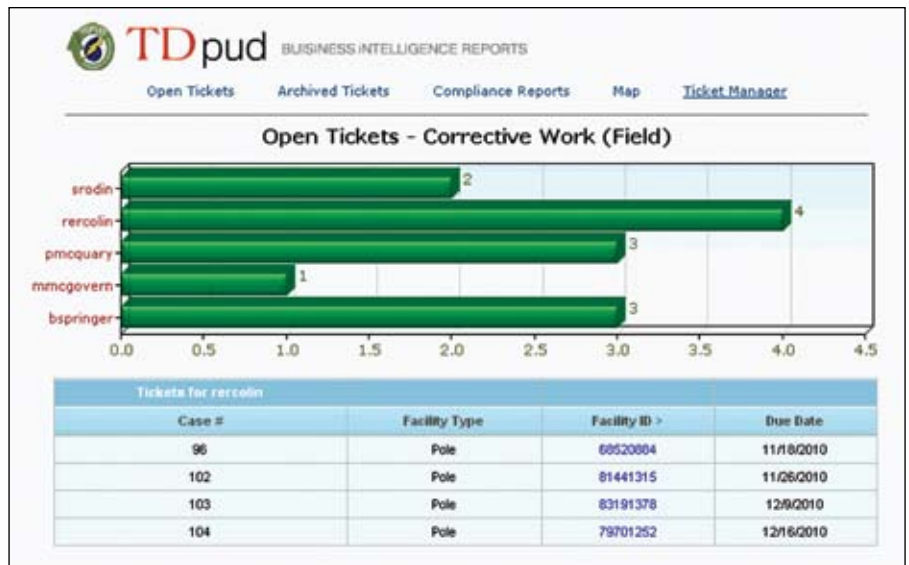 TDpud BUISINESS INTELLIGENCE REPORTS
Open Tickets Archived Tickets Compliance Reports Map Ticket Manager
Open Tickets - Corrective Work (Field)
srodin 2
rercolin 4
pmcquary 3
mmcgovern 1
bspringer 3
0.0 0.5 1.0 1.5 2.0 2.5 3.0 3.5 4.0 4.5
Tickets for rercolin
Case # Facility Type Facility ID > Due Date
96 Pole 68520884 11/18/2010
102 Pole 81441315 11/26/2010
103 Pole 83191378 12/9/2010
104 Pole 79701252 12/16/2010